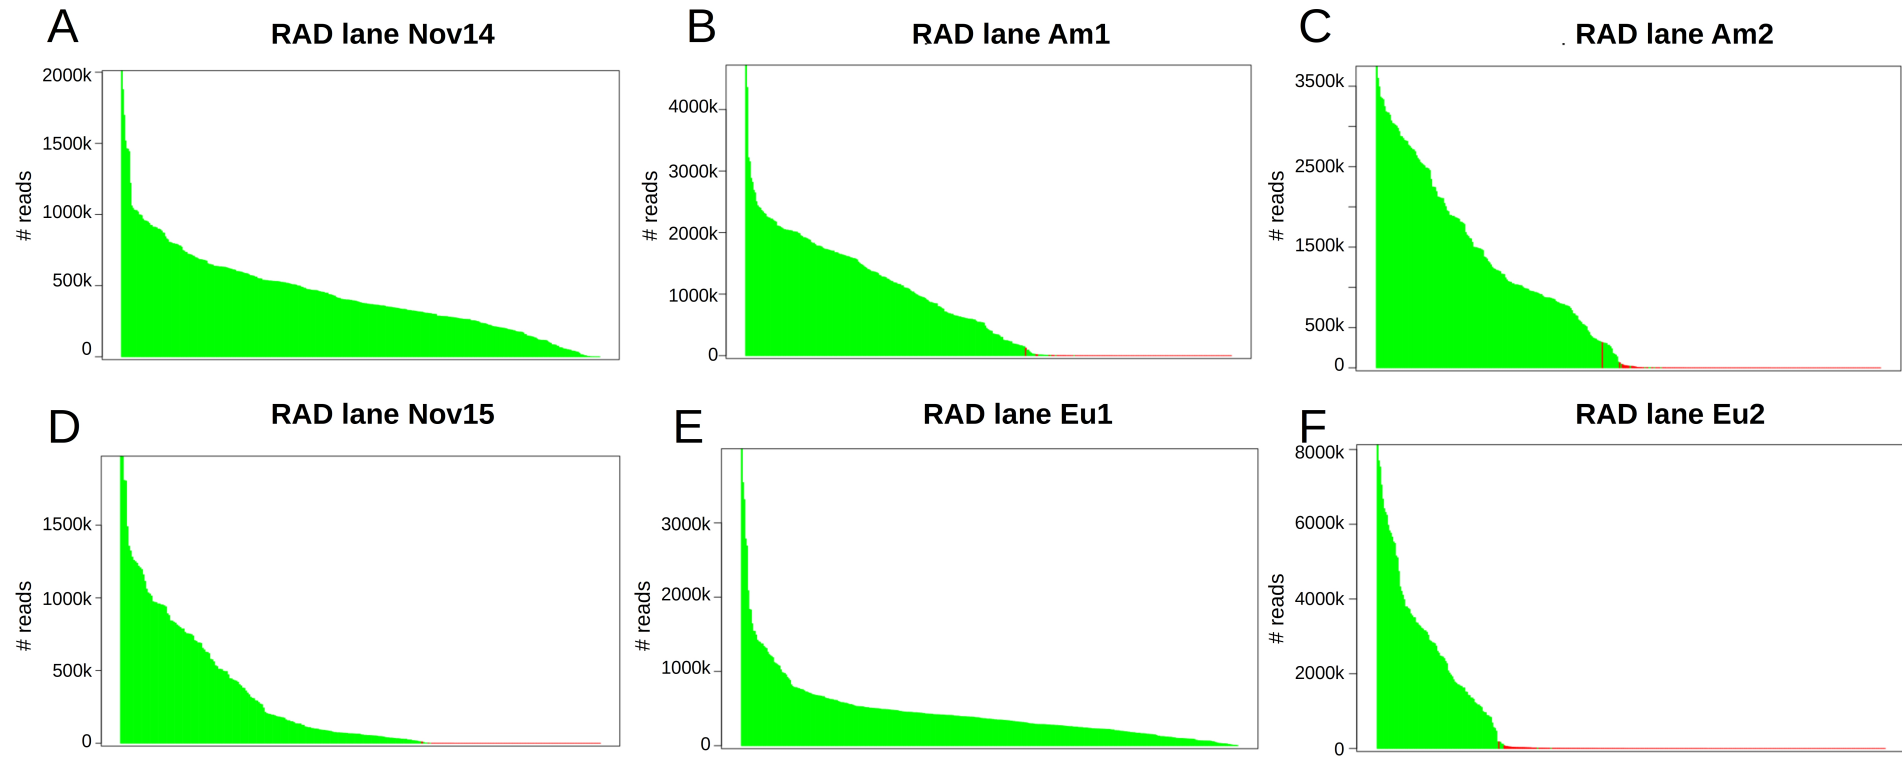 A
RAD lane Nov14
# reads
2000k
1500k
1000k
500k
0
B
RAD lane Am1
# reads
4000k
3000k
2000k
1000k
0
C
RAD lane Am2
# reads
3500k
2500k
1500k
500k
0
D
RAD lane Nov15
# reads
1500k
1000k
500k
0
E
RAD lane Eu1
# reads
3000k
2000k
1000k
0
F
RAD lane Eu2
# reads
8000k
6000k
4000k
2000k
0